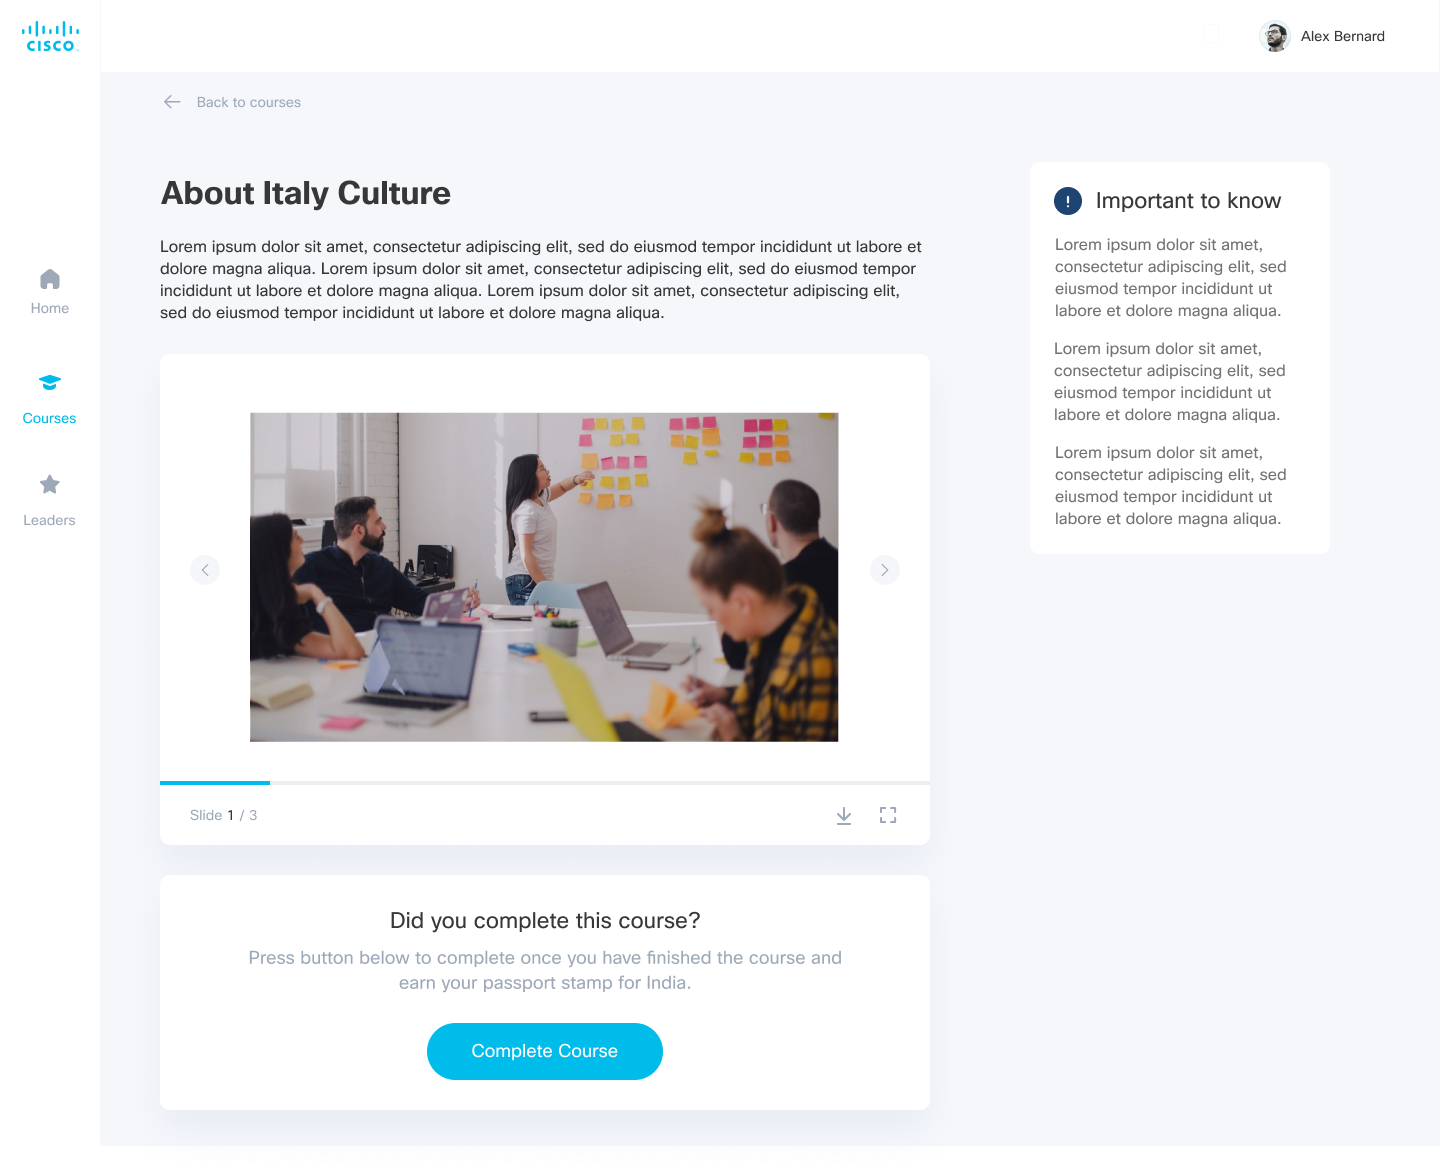 CISCO
Alex Bernard
Back to courses
Home
Courses
Leaders
About Italy Culture
Lorem ipsum dolor sit amet, consectetur adipiscing elit, sed do eiusmod tempor incididunt ut labore et
dolore magna aliqua. Lorem ipsum dolor sit amet, consectetur adipiscing elit, sed do eiusmod tempor
incididunt ut labore et dolore magna aliqua. Lorem ipsum dolor sit amet, consectetur adipiscing elit,
sed do eiusmod tempor incididunt ut labore et dolore magna aliqua.
Slide 1 / 3
Did you complete this course?
Press button below to complete once you have finished the course and
earn your passport stamp for India.
Complete Course
Important to know
Lorem ipsum dolor sit amet,
consectetur adipiscing elit, sed
eiusmod tempor incididunt ut
labore et dolore magna aliqua.
Lorem ipsum dolor sit amet,
consectetur adipiscing elit, sed
eiusmod tempor incididunt ut
labore et dolore magna aliqua.
Lorem ipsum dolor sit amet,
consectetur adipiscing elit, sed
eiusmod tempor incididunt ut
labore et dolore magna aliqua.